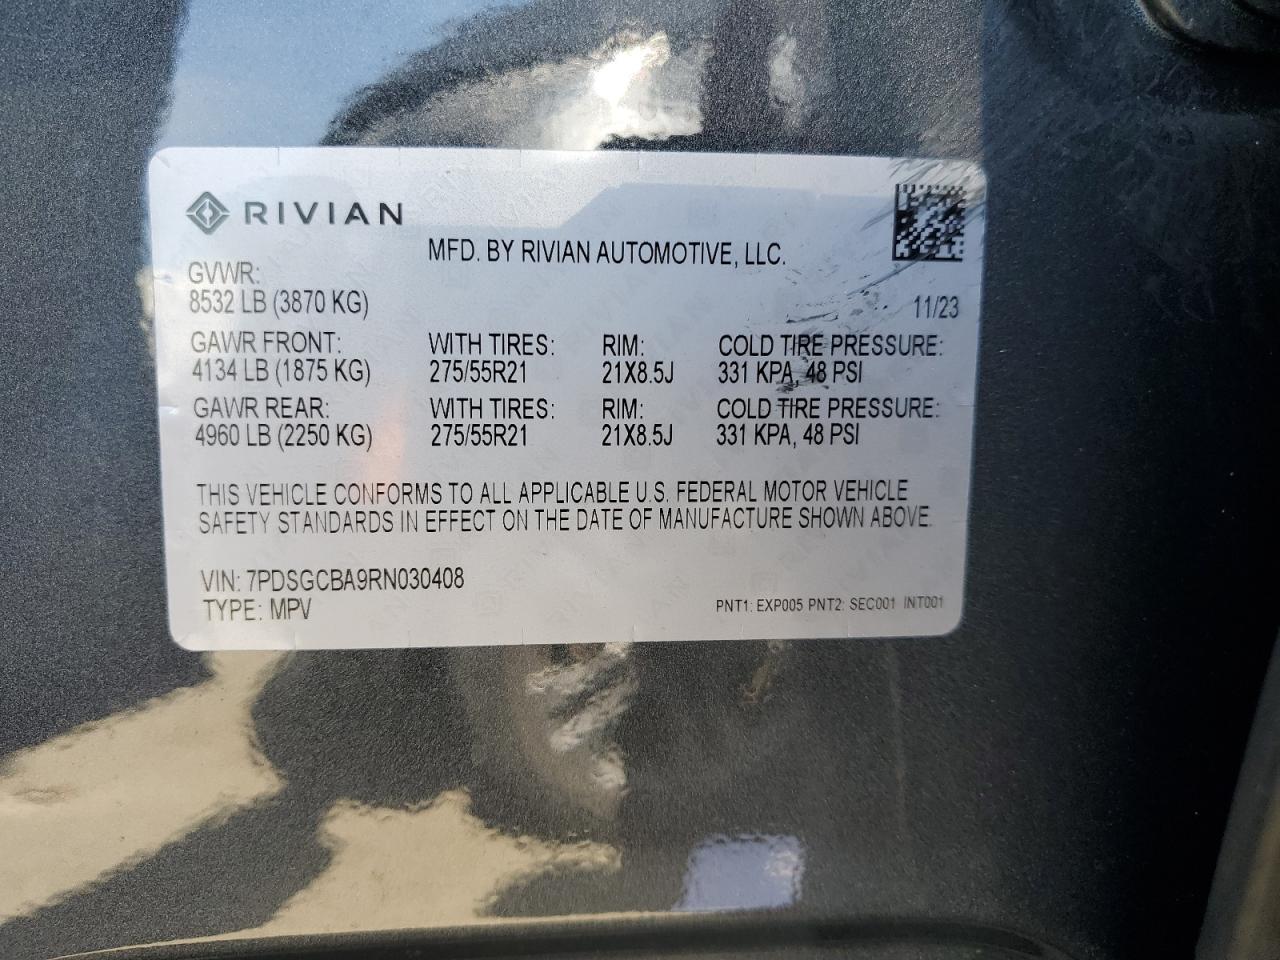 RIVIAN
MFD. BY RIVIAN AUTOMOTIVE, LLC.
GVWR:
8532 LB (3870 KG) 11/23
GAWR FRONT: WITH TIRES: RIM: COLD TIRE PRESSURE:
4134 LB (1875 KG) 275/55R21 21X8.5J 331 KPA, 48 PSI
GAWR REAR: WITH TIRES: RIM: COLD TIRE PRESSURE:
4960 LB (2250 KG) 275/55R21 21X8.5J 331 KPA, 48 PSI
THIS VEHICLE CONFORMS TO ALL APPLICABLE U.S. FEDERAL MOTOR VEHICLE
SAFETY STANDARDS IN EFFECT ON THE DATE OF MANUFACTURE SHOWN ABOVE.
VIN: 7PDSGCBA9RN030408
TYPE: MPV PNT1: EXP005 PNT2: SEC001 INT001